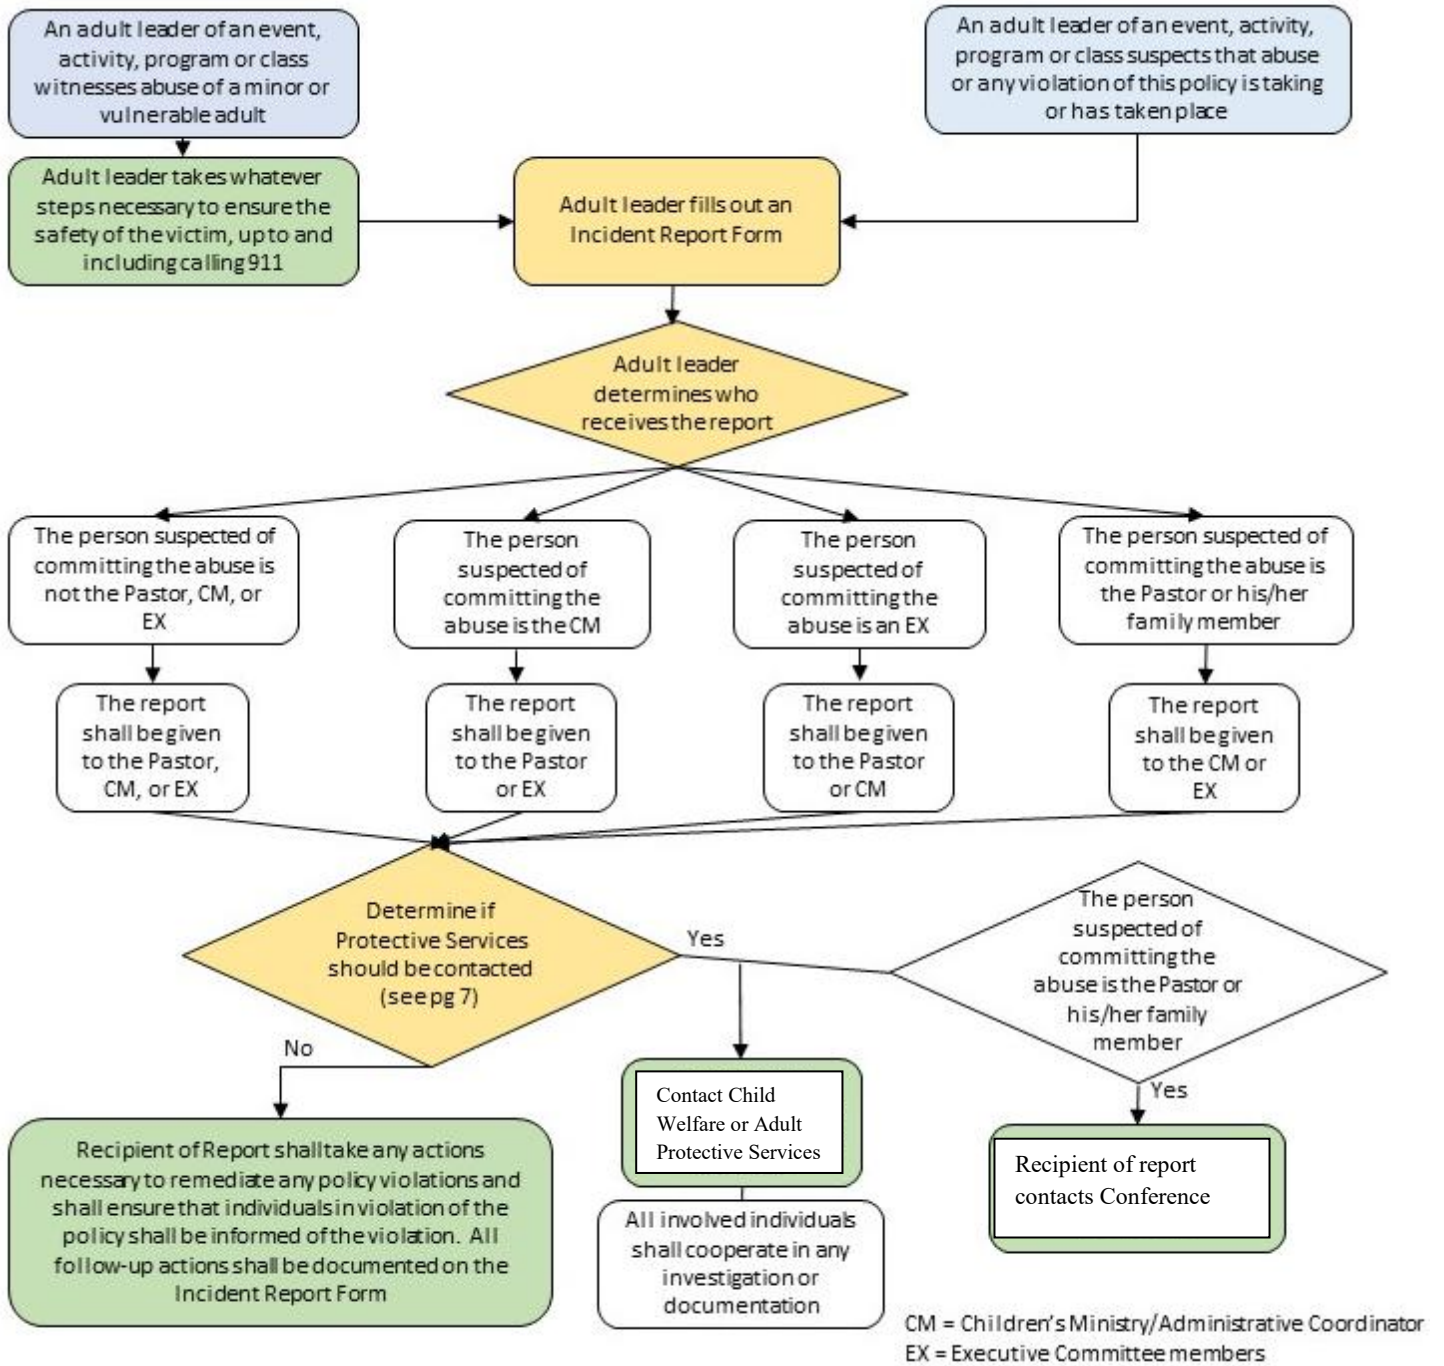 An adult leader of an event,
activity, program or class
witnesses abuse of a minor or
vulnerable adult
An adult leader of an event, activity,
program or class suspects that abuse
or any violation of this policy is taking
or has taken place
Adult leader takes whatever
steps necessary to ensure the
safety of the victim, up to and
including calling 911
Adult leader fills out an
Incident Report Form
Adult leader
determines who
receives the report
The person suspected of
committing the abuse is
not the Pastor, CM, or
EX
The person
suspected of
committing the
abuse is the CM
The person
suspected of
committing the
abuse is an EX
The person suspected of
committing the abuse is
the Pastor or his/her
family member
The report
shall be given
to the Pastor,
CM, or EX
The report
shall be given
to the Pastor
or EX
The report
shall be given
to the Pastor
or CM
The report
shall be given
to the CM or
EX
Determine if
Protective Services
should be contacted
(see pg 7)
Yes
The person
suspected of
committing the
abuse is the Pastor or
his/her family
member
No
Yes
Contact Child
Welfare or Adult
Protective Services
Recipient of report
contacts Conference
Recipient of Report shall take any actions
necessary to remediate any policy violations and
shall ensure that individuals in violation of the
policy shall be informed of the violation. All
follow-up actions shall be documented on the
Incident Report Form
All involved individuals
shall cooperate in any
investigation or
documentation
CM = Children's Ministry/Administrative Coordinator
EX = Executive Committee members